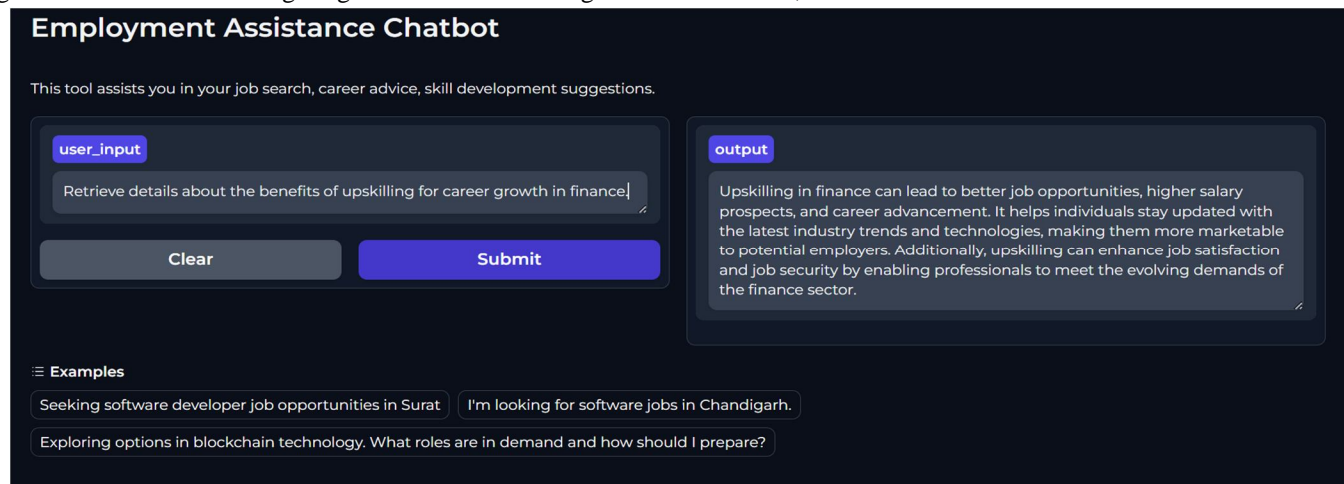 Employment Assistance Chatbot
This tool assists you in your job search, career advice, skill development suggestions.
user_input
Retrieve details about the benefits of upskilling for career growth in finance.
Clear
Submit
output
Upskilling in finance can lead to better job opportunities, higher salary
prospects, and career advancement. It helps individuals stay updated with
the latest industry trends and technologies, making them more marketable
to potential employers. Additionally, upskilling can enhance job satisfaction
and job security by enabling professionals to meet the evolving demands of
the finance sector.
Examples
Seeking software developer job opportunities in Surat
I'm looking for software jobs in Chandigarh.
Exploring options in blockchain technology. What roles are in demand and how should I prepare?